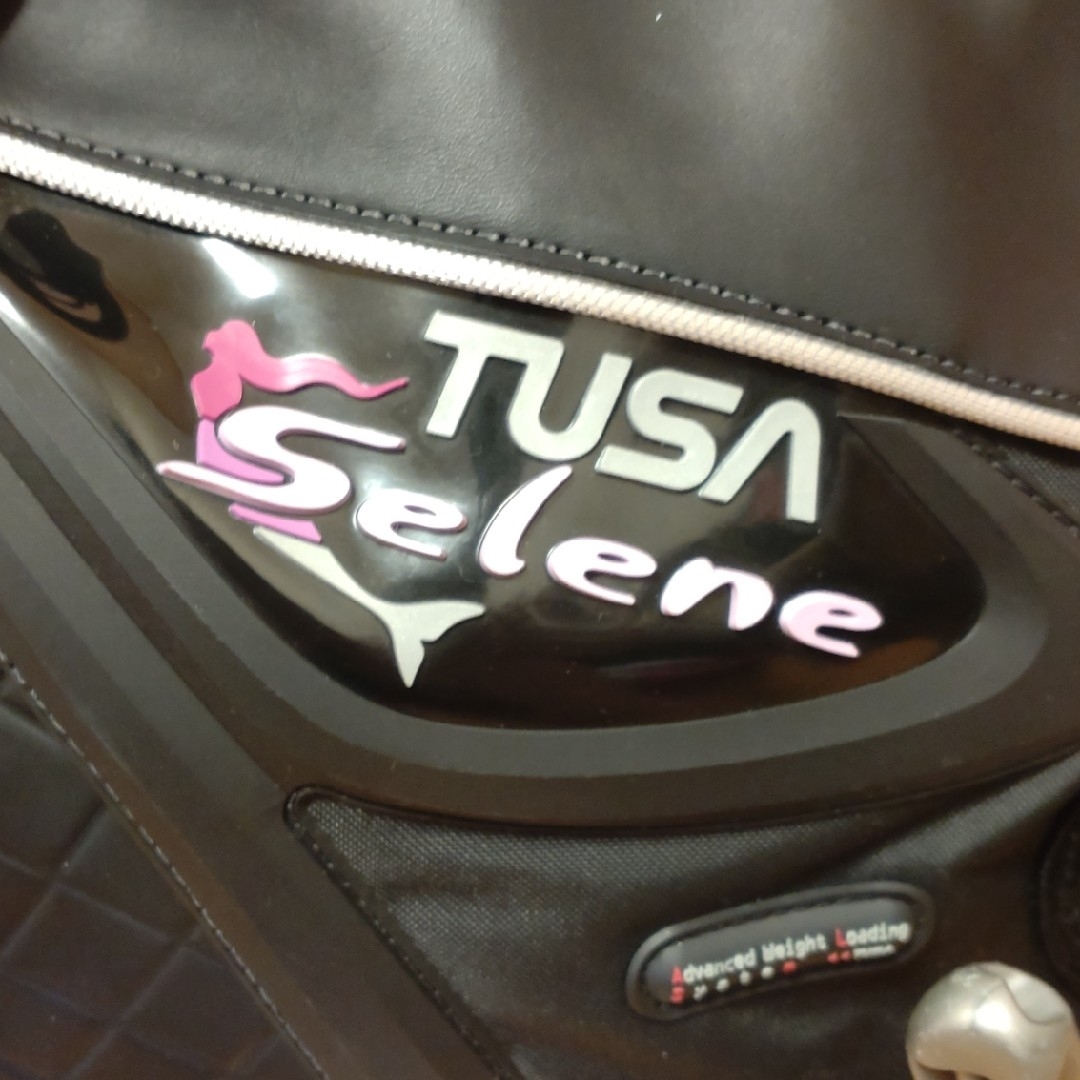 TUSA
Selene
Advanced Weight Loading
System